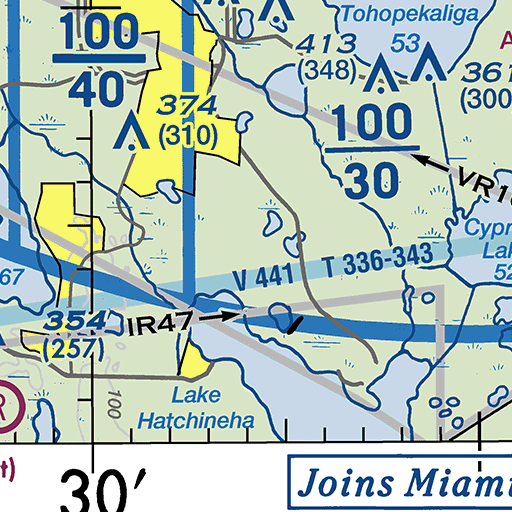 Tohopekaliga
53
100
40
413
(348)
361
(300
374
(310)
100
30
VR1
Cypr
Lak
52
67
V 441 T 336-343
354
(257)
IR47
100
R
Lake
Hatchineha
t)
30'
Joins Miami